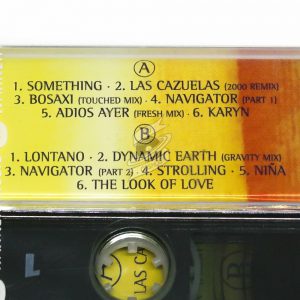 A
1. SOMETHING · 2. LAS CAZUELAS (2000 REMIX)
3. BOSAXI (TOUCHED MIX) · 4. NAVIGATOR (PART 1)
5. ADIOS AYER (FRESH MIX) · 6. KARYN
B
1. LONTANO · 2. DYNAMIC EARTH (GRAVITY MIX)
3. NAVIGATOR (PART 2) · 4. STROLLING · 5. NIÑA
6. THE LOOK OF LOVE
L
LAS CA
B